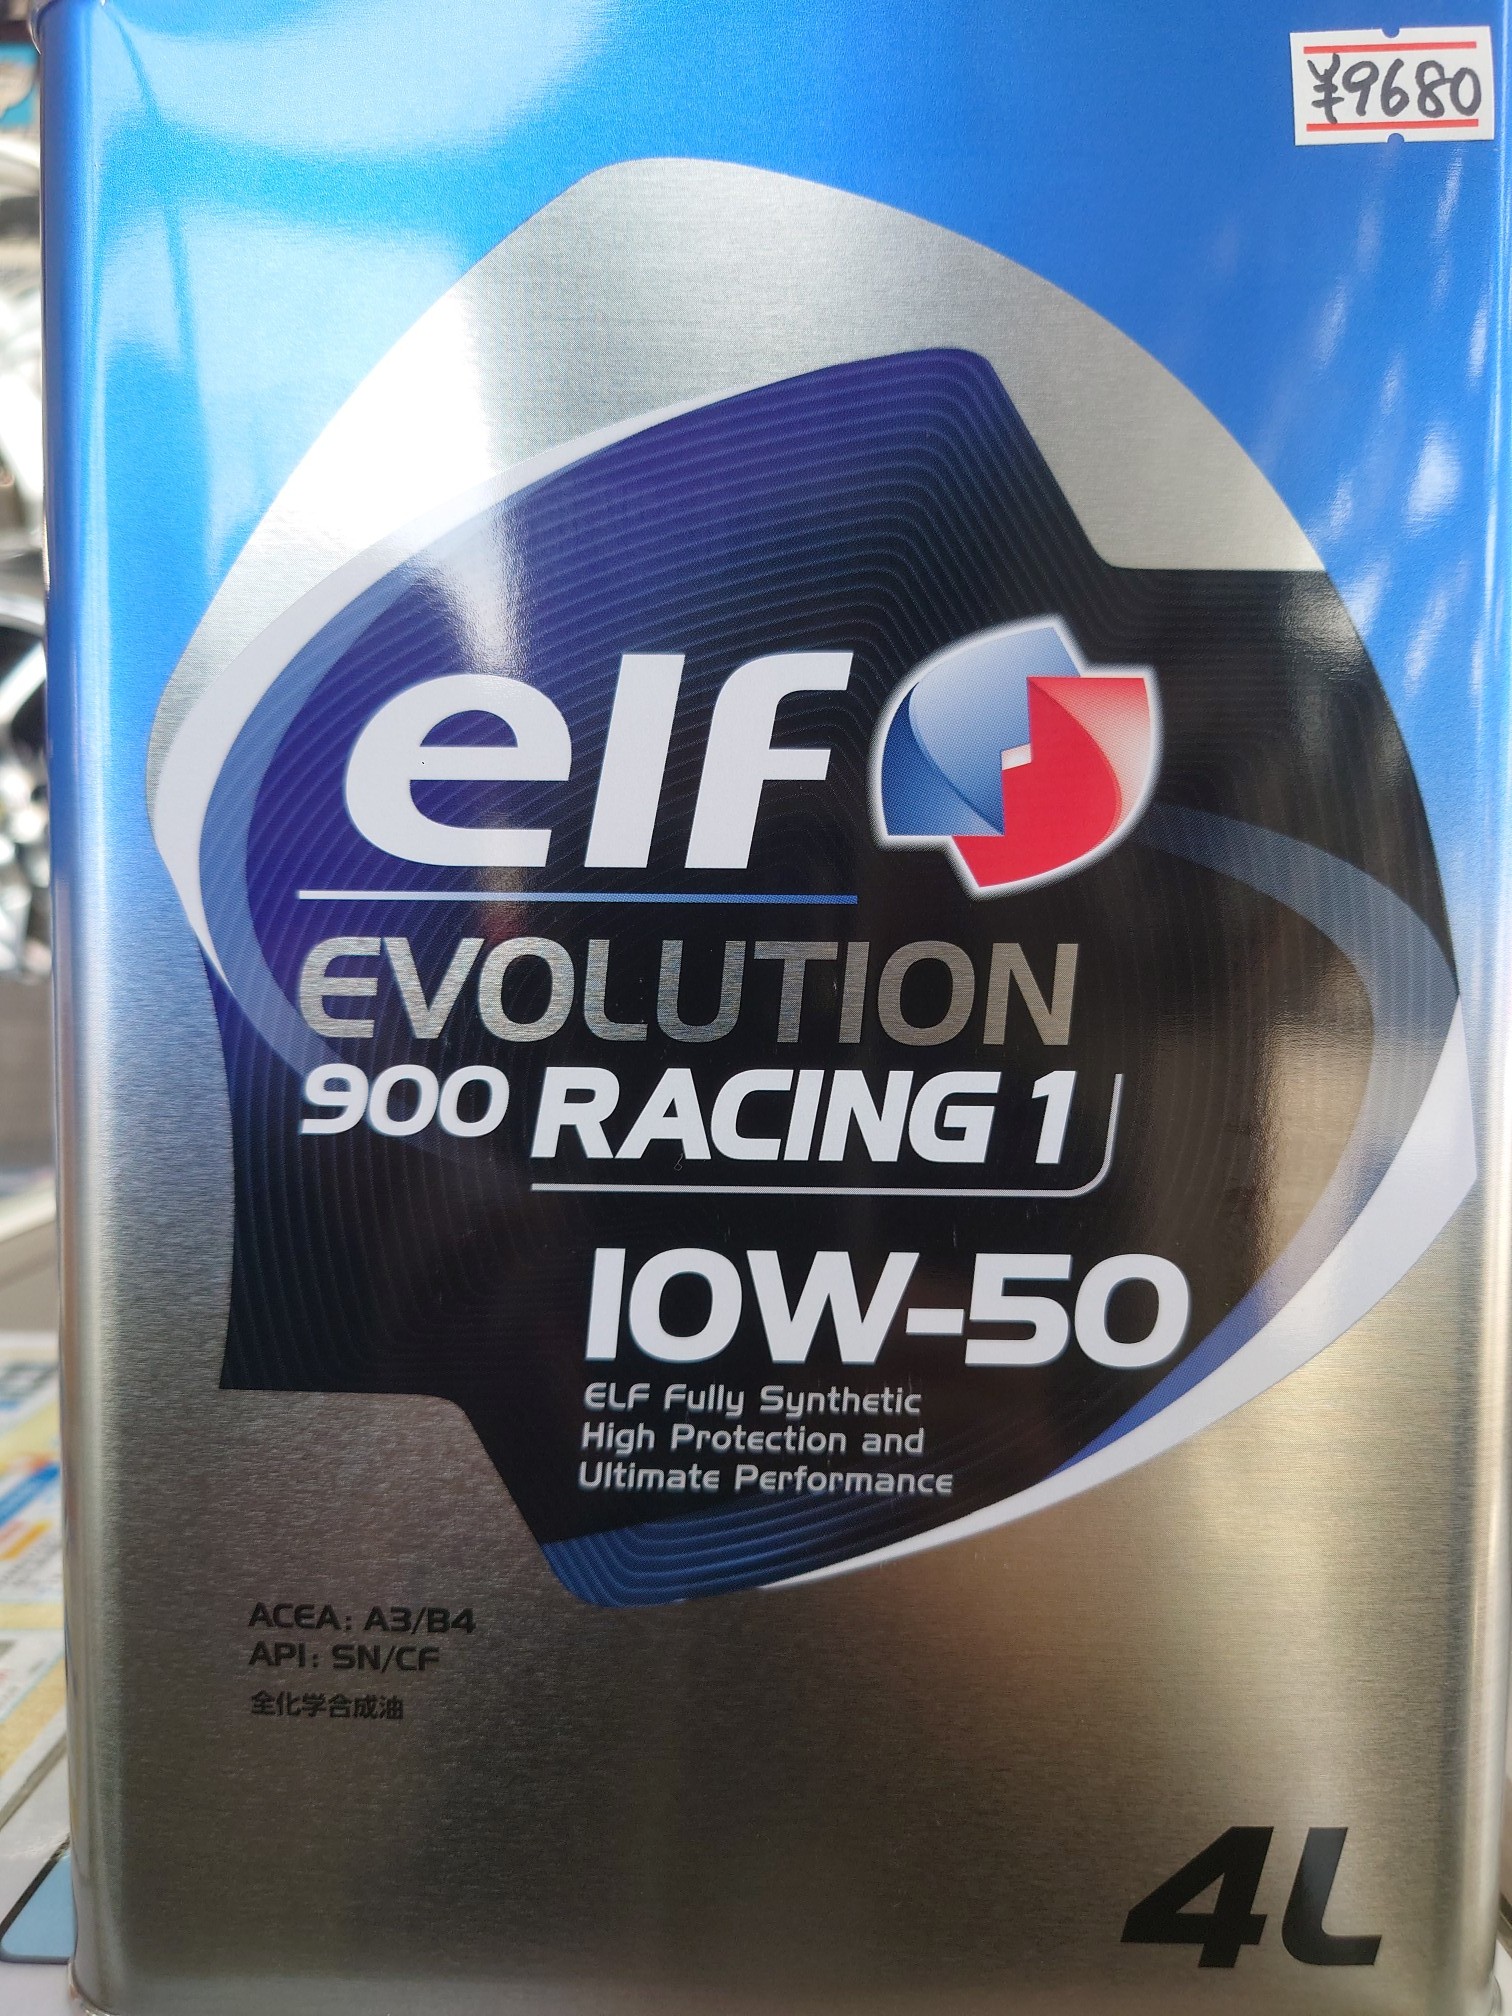 ¥9680
elf
EVOLUTION
900 RACING 1
10W-50
ELF Fully Synthetic
High Protection and
Ultimate Performance
ACEA: A3/B4
API: SN/CF
全化学合成油
4L